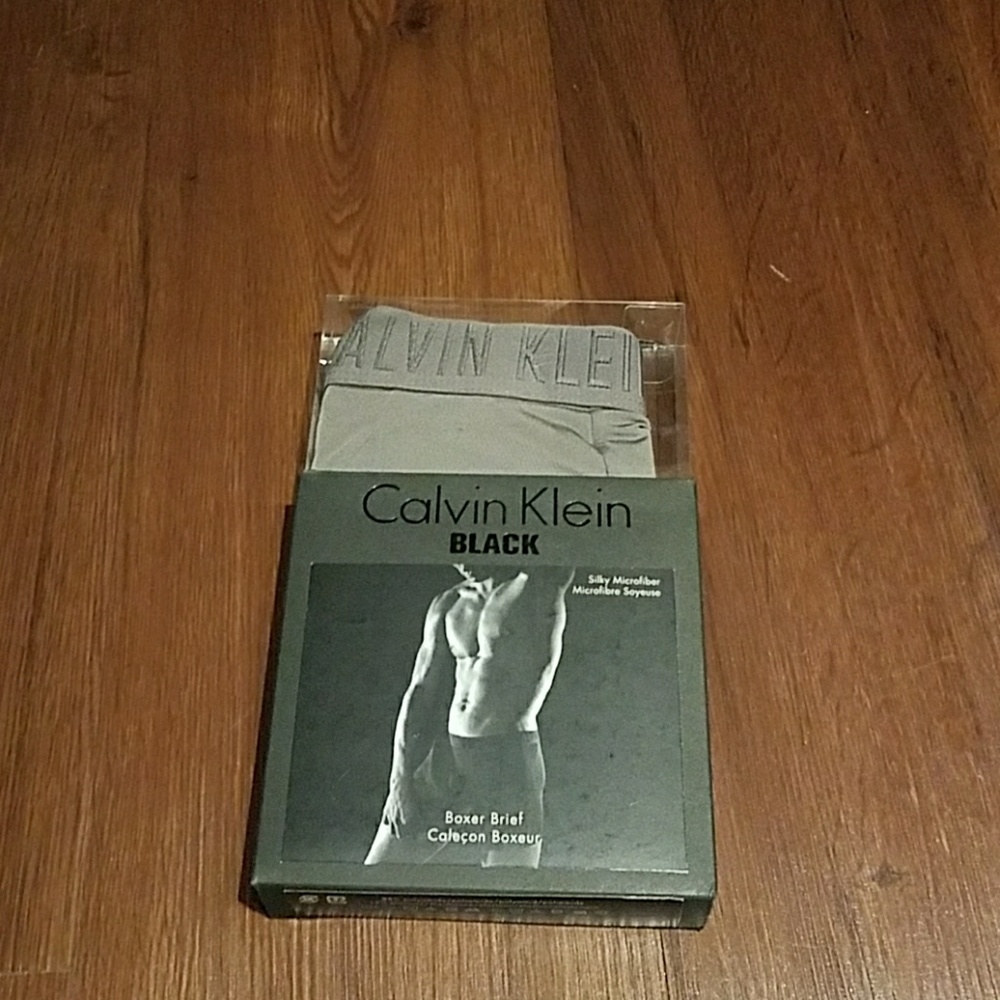 ALVIN KLEI
Calvin Klein
BLACK
Silky Microfiber
Microfibre Soyeuse
Boxer Brief
Caleçon Boxeur